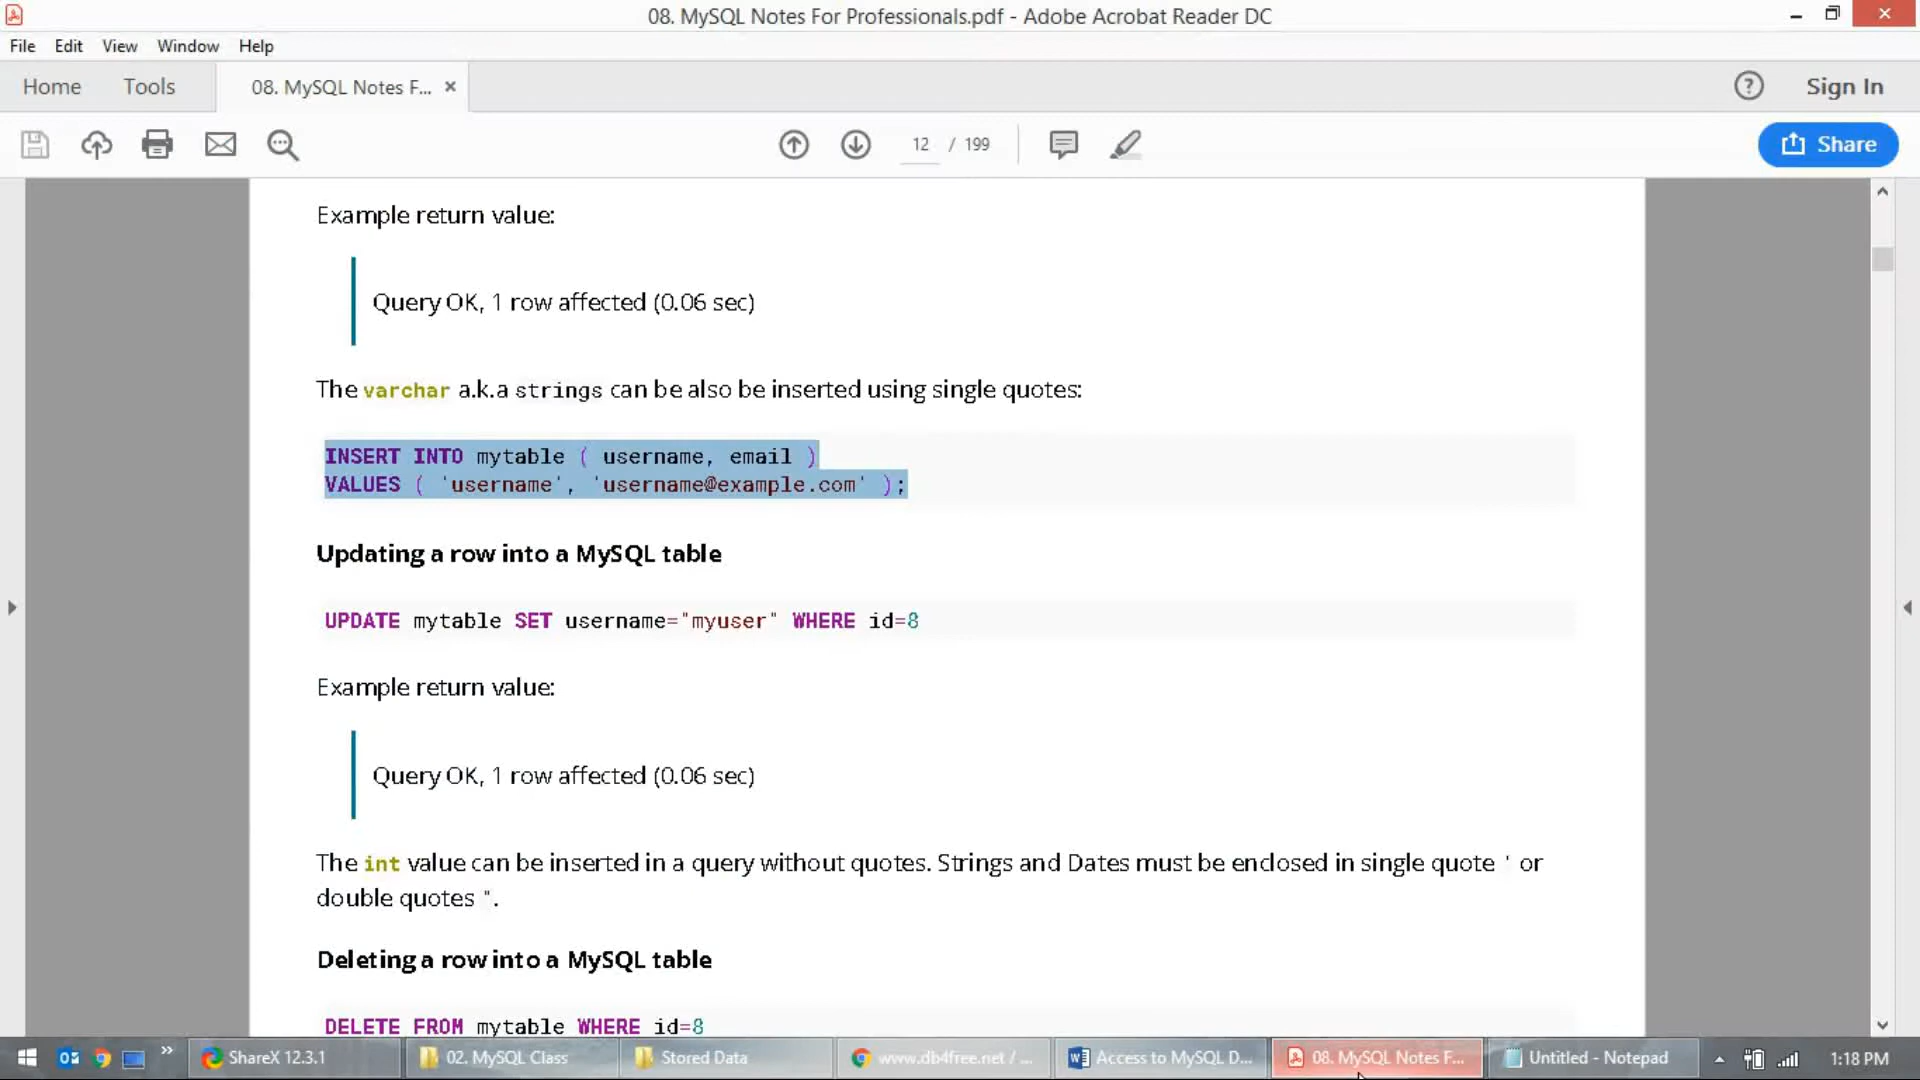 08. MySQL Notes For Professionals.pdf - Adobe Acrobat Reader DC
File Edit View Window Help
Home Tools 08. MySQL Notes F... × ? Sign In
12 / 199 Share
Example return value:
Query OK, 1 row affected (0.06 sec)
The varchar a.k.a strings can be also be inserted using single quotes:
INSERT INTO mytable ( username, email )
VALUES ( 'username', 'username@example.com' );
Updating a row into a MySQL table
UPDATE mytable SET username="myuser" WHERE id=8
Example return value:
Query OK, 1 row affected (0.06 sec)
The int value can be inserted in a query without quotes. Strings and Dates must be enclosed in single quote ' or
double quotes ".
Deleting a row into a MySQL table
DELETE FROM mytable WHERE id=8
ShareX 12.3.1 02. MySQL Class Stored Data www.db4free.net / ... Access to MySQL D... 08. MySQL Notes F... Untitled - Notepad 1:18 PM